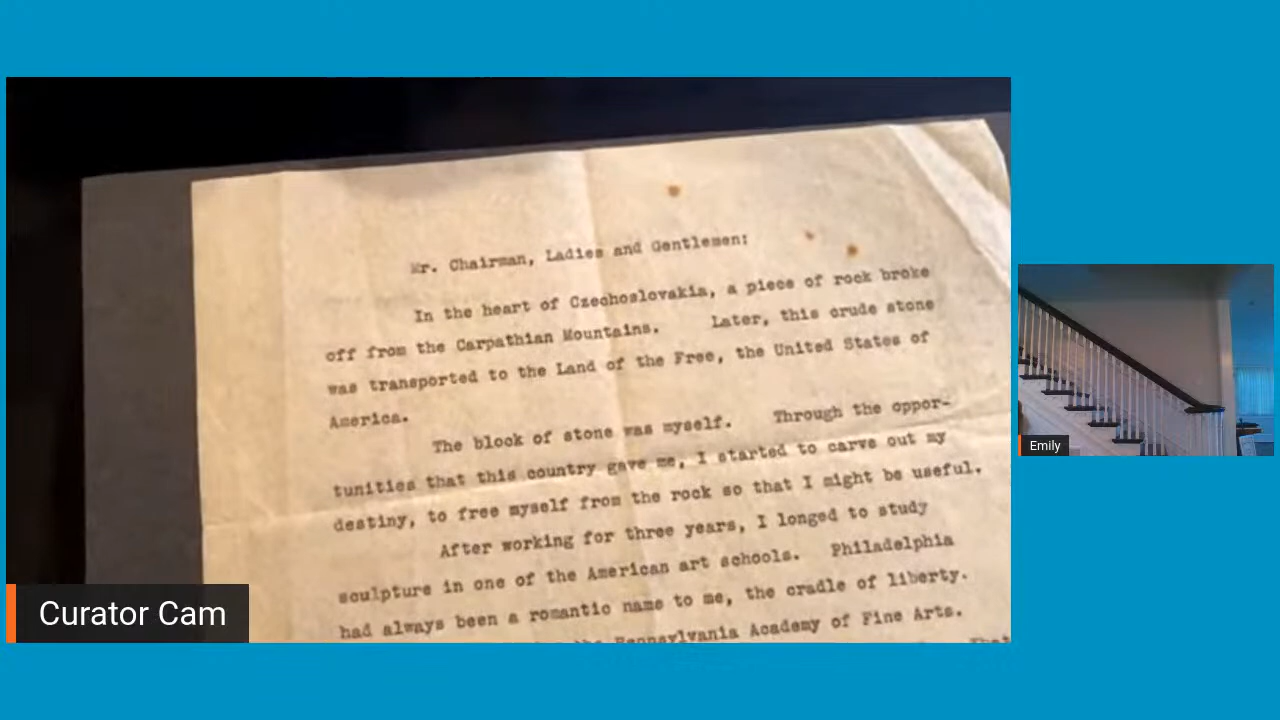 Mr. Chairman, Ladies and Gentlemen:
In the heart of Czechoslovakia, a piece of rock broke
off from the Carpathian Mountains. Later, this crude stone
was transported to the Land of the Free, the United States of
America.
The block of stone was myself. Through the oppor-
tunities that this country gave me, I started to carve out my
destiny, to free myself from the rock so that I might be useful.
After working for three years, I longed to study
sculpture in one of the American art schools. Philadelphia
had always been a romantic name to me, the cradle of liberty.
the Pennsylvania Academy of Fine Arts.
Curator Cam
Emily